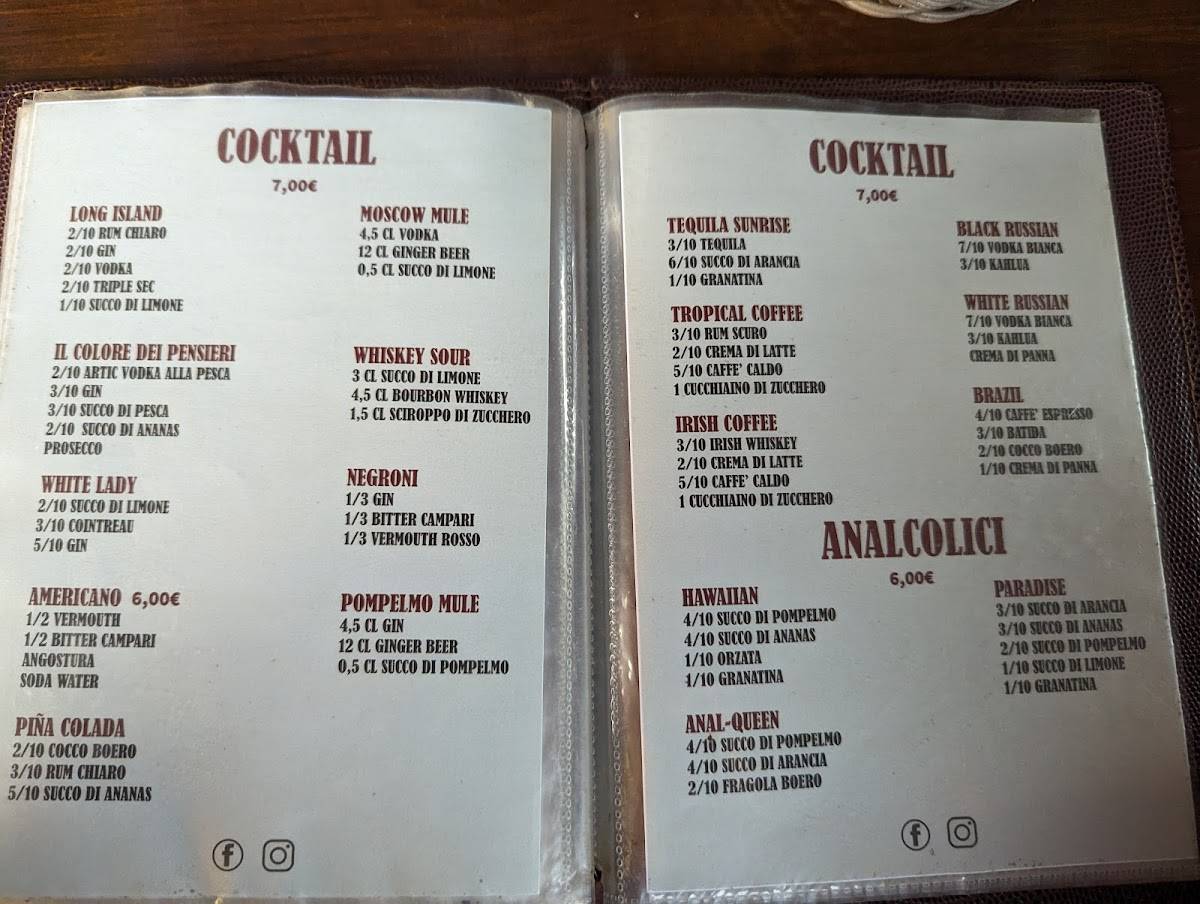 COCKTAIL
7,00€
LONG ISLAND
2/10 RUM CHIARO
2/10 GIN
2/10 VODKA
2/10 TRIPLE SEC
1/10 SUCCO DI LIMONE
IL COLORE DEI PENSIERI
2/10 ARTIC VODKA ALLA PESCA
3/10 GIN
3/10 SUCCO DI PESCA
2/10 SUCCO DI ANANAS
PROSECCO
WHITE LADY
2/10 SUCCO DI LIMONE
3/10 COINTREAU
5/10 GIN
AMERICANO 6,00€
1/2 VERMOUTH
1/2 BITTER CAMPARI
ANGOSTURA
SODA WATER
PIÑA COLADA
2/10 COCCO BOERO
3/10 RUM CHIARO
5/10 SUCCO DI ANANAS
MOSCOW MULE
4,5 CL VODKA
12 CL GINGER BEER
0,5 CL SUCCO DI LIMONE
WHISKEY SOUR
3 CL SUCCO DI LIMONE
4,5 CL BOURBON WHISKEY
1,5 CL SCIROPPO DI ZUCCHERO
NEGRONI
1/3 GIN
1/3 BITTER CAMPARI
1/3 VERMOUTH ROSSO
POMPELMO MULE
4,5 CL GIN
12 CL GINGER BEER
0,5 CL SUCCO DI POMPELMO
COCKTAIL
7,00€
TEQUILA SUNRISE
3/10 TEQUILA
6/10 SUCCO DI ARANCIA
1/10 GRANATINA
TROPICAL COFFEE
3/10 RUM SCURO
2/10 CREMA DI LATTE
5/10 CAFFE' CALDO
1 CUCCHIAINO DI ZUCCHERO
IRISH COFFEE
3/10 IRISH WHISKEY
2/10 CREMA DI LATTE
5/10 CAFFE' CALDO
1 CUCCHIAINO DI ZUCCHERO
BLACK RUSSIAN
7/10 VODKA BIANCA
3/10 KAHLUA
WHITE RUSSIAN
7/10 VODKA BIANCA
3/10 KAHLUA
CREMA DI PANNA
BRAZIL
4/10 CAFFE' ESPRESSO
3/10 BATIDA
2/10 COCCO BOERO
1/10 CREMA DI PANNA
ANALCOLICI
6,00€
HAWAIIAN
4/10 SUCCO DI POMPELMO
4/10 SUCCO DI ANANAS
1/10 ORZATA
1/10 GRANATINA
ANAL-QUEEN
4/10 SUCCO DI POMPELMO
4/10 SUCCO DI ARANCIA
2/10 FRAGOLA BOERO
PARADISE
3/10 SUCCO DI ARANCIA
3/10 SUCCO DI ANANAS
2/10 SUCCO DI POMPELMO
1/10 SUCCO DI LIMONE
1/10 GRANATINA